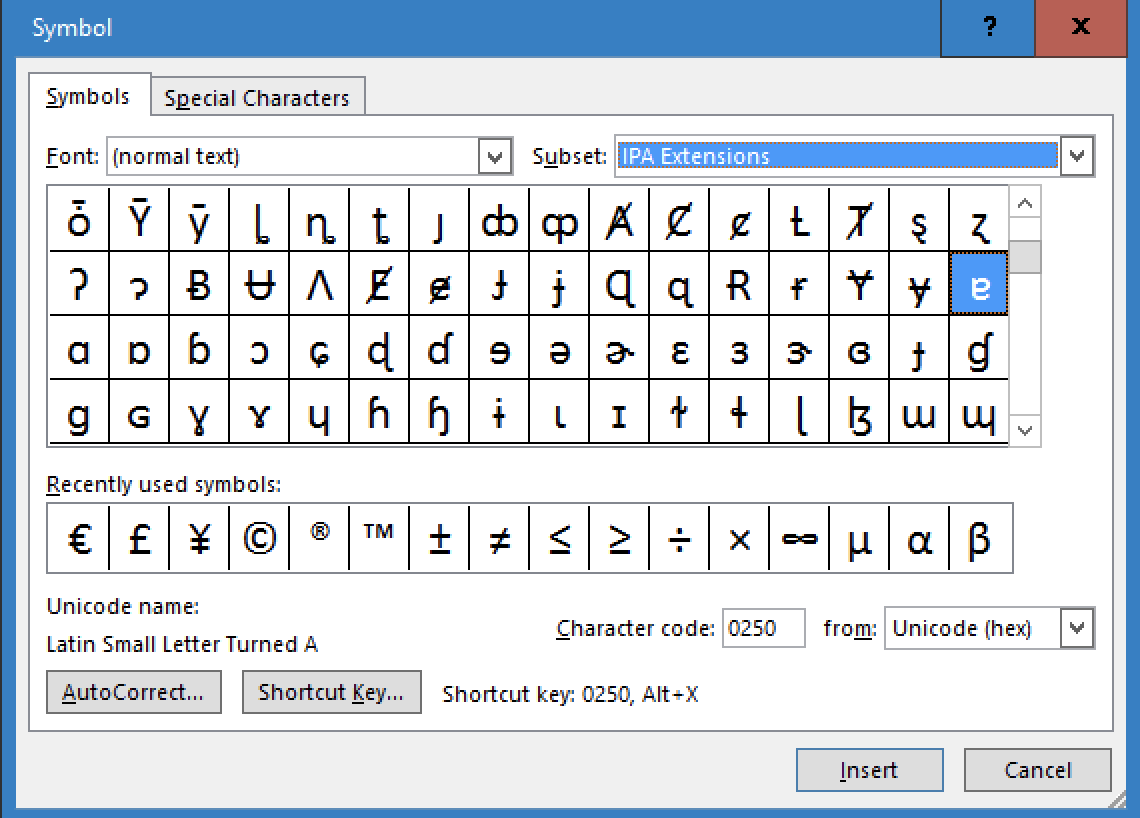 Symbol ? x
Symbols Special Characters
Font: (normal text) Subset: IPA Extensions
ȱ Ȳ ȳ ȴ ȵ ȶ ȷ ȸ ȹ Ⱥ Ȼ ȼ Ƚ Ⱦ ȿ ɀ
Ɂ ɂ Ƀ Ʉ Ʌ Ɇ ɇ Ɉ ɉ Ɋ ɋ Ɍ ɍ Ɏ ɏ ɐ
ɑ ɒ ɓ ɔ ɕ ɖ ɗ ɘ ə ɚ ɛ ɜ ɝ ɞ ɟ ɠ
ɡ ɢ ɣ ɤ ɥ ɦ ɧ ɨ ɩ ɪ ɫ ɬ ɭ ɮ ɯ ɰ
Recently used symbols:
€ £ ¥ © ® ™ ± ≠ ≤ ≥ ÷ × ∞ µ α β
Unicode name:
Latin Small Letter Turned A
Character code: 0250 from: Unicode (hex)
AutoCorrect... Shortcut Key... Shortcut key: 0250, Alt+X
Insert Cancel